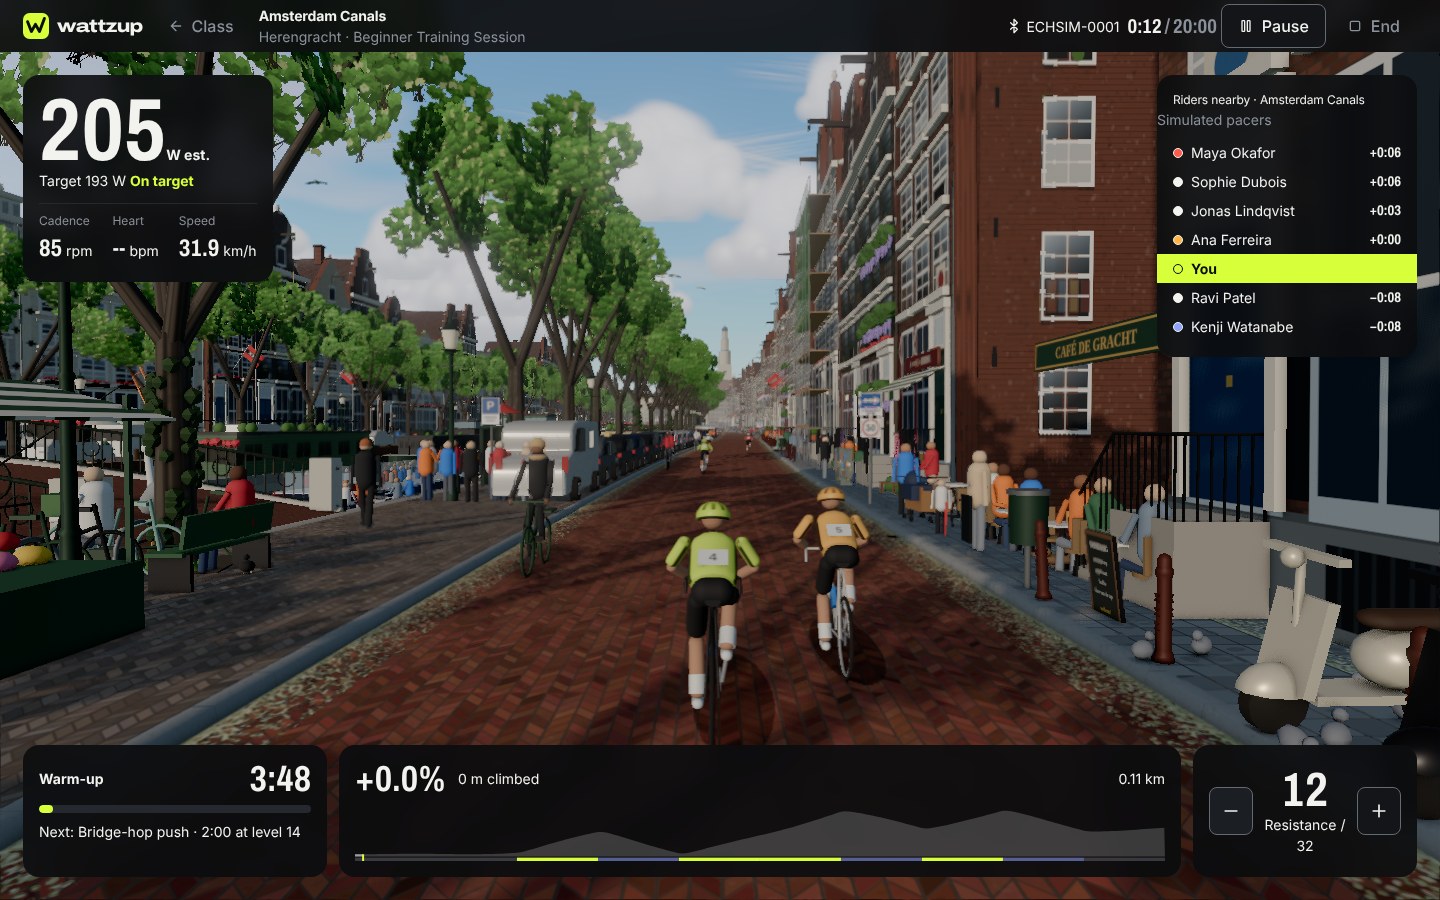 wattzup
Class
Amsterdam Canals
Herengracht · Beginner Training Session
ECHSIM-0001 0:12 / 20:00
Pause
End
205 W est.
Target 193 W On target
Cadence Heart Speed
85 rpm -- bpm 31.9 km/h
Riders nearby · Amsterdam Canals
Simulated pacers
Maya Okafor +0:06
Sophie Dubois +0:06
Jonas Lindqvist +0:03
Ana Ferreira +0:00
You
Ravi Patel −0:08
Kenji Watanabe −0:08
CAFÉ DE GRACHT
P
4
5
Warm-up 3:48
Next: Bridge-hop push · 2:00 at level 14
+0.0% 0 m climbed 0.11 km
−
12
+
Resistance /
32